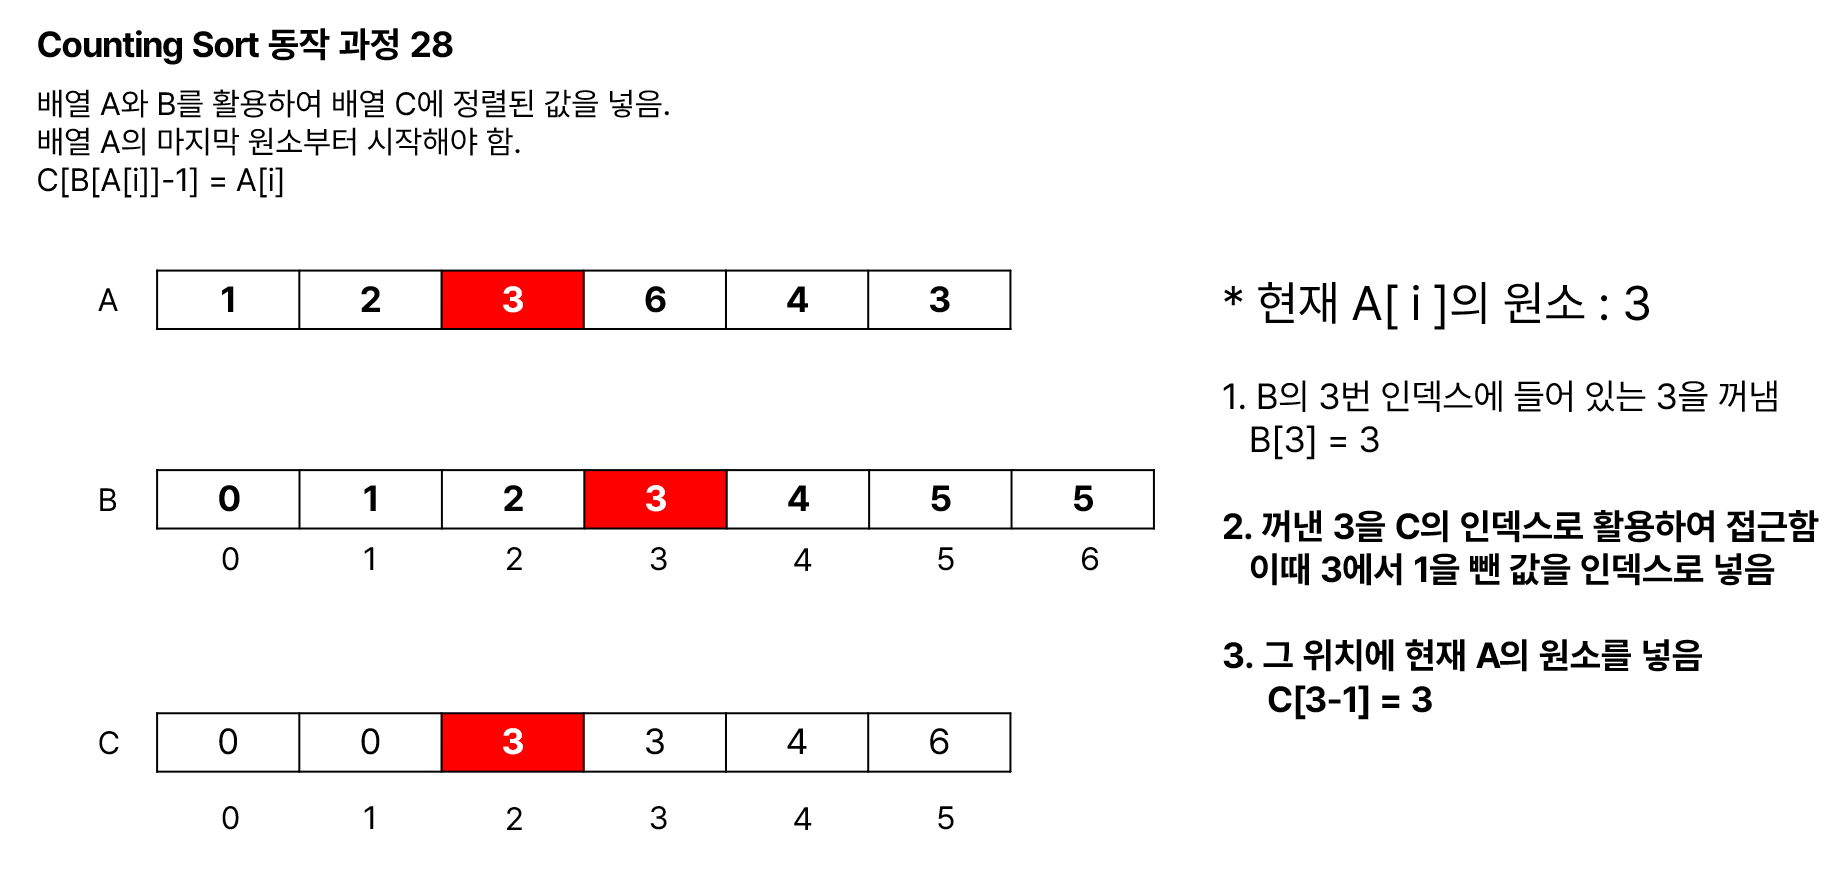 Counting Sort 동작 과정 28
배열 A와 B를 활용하여 배열 C에 정렬된 값을 넣음.
배열 A의 마지막 원소부터 시작해야 함.
C[B[A[i]]-1] = A[i]
A 1 2 3 6 4 3
B 0 1 2 3 4 5 5
0 1 2 3 4 5 6
C 0 0 3 3 4 6
0 1 2 3 4 5
* 현재 A[ i ]의 원소 : 3
1. B의 3번 인덱스에 들어 있는 3을 꺼냄
B[3] = 3
2. 꺼낸 3을 C의 인덱스로 활용하여 접근함
이때 3에서 1을 뺀 값을 인덱스로 넣음
3. 그 위치에 현재 A의 원소를 넣음
C[3-1] = 3